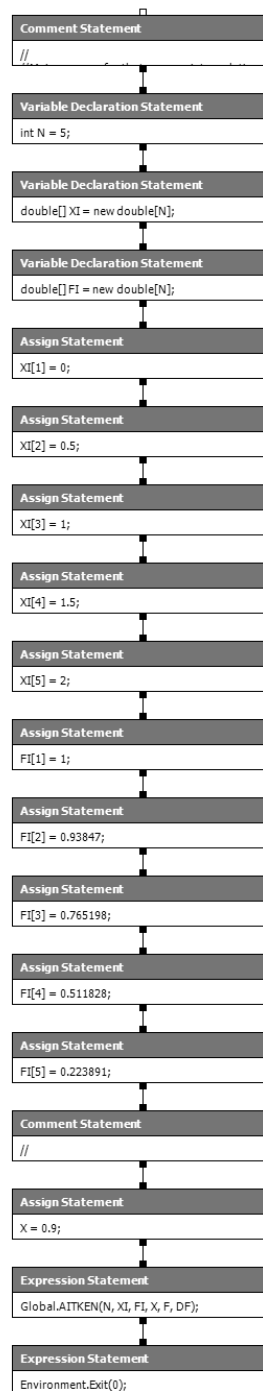 Comment Statement
//
Variable Declaration Statement
int N = 5;
Variable Declaration Statement
double[] XI = new double[N];
Variable Declaration Statement
double[] FI = new double[N];
Assign Statement
XI[1] = 0;
Assign Statement
XI[2] = 0.5;
Assign Statement
XI[3] = 1;
Assign Statement
XI[4] = 1.5;
Assign Statement
XI[5] = 2;
Assign Statement
FI[1] = 1;
Assign Statement
FI[2] = 0.93847;
Assign Statement
FI[3] = 0.765198;
Assign Statement
FI[4] = 0.511828;
Assign Statement
FI[5] = 0.223891;
Comment Statement
//
Assign Statement
X = 0.9;
Expression Statement
Global.AITKEN(N, XI, FI, X, F, DF);
Expression Statement
Environment.Exit(0);